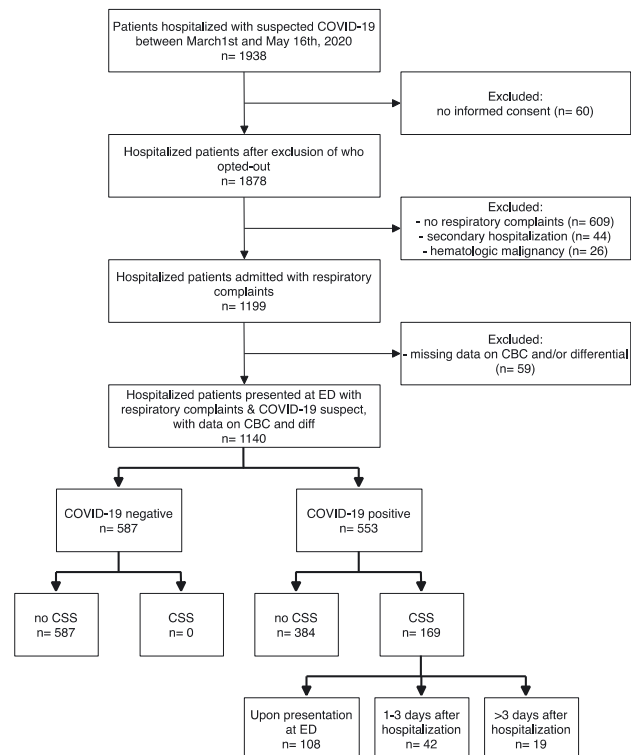 Patients hospitalized with suspected COVID-19
between March1st and May 16th, 2020
n= 1938
Excluded:
no informed consent (n= 60)
Hospitalized patients after exclusion of who
opted-out
n= 1878
Excluded:
- no respiratory complaints (n= 609)
- secondary hospitalization (n= 44)
- hematologic malignancy (n= 26)
Hospitalized patients admitted with respiratory
complaints
n= 1199
Excluded:
- missing data on CBC and/or differential
(n= 59)
Hospitalized patients presented at ED with
respiratory complaints & COVID-19 suspect,
with data on CBC and diff
n= 1140
COVID-19 negative
n= 587
COVID-19 positive
n= 553
no CSS
n= 587
CSS
n= 0
no CSS
n= 384
CSS
n= 169
Upon presentation
at ED
n= 108
1-3 days after
hospitalization
n= 42
>3 days after
hospitalization
n= 19